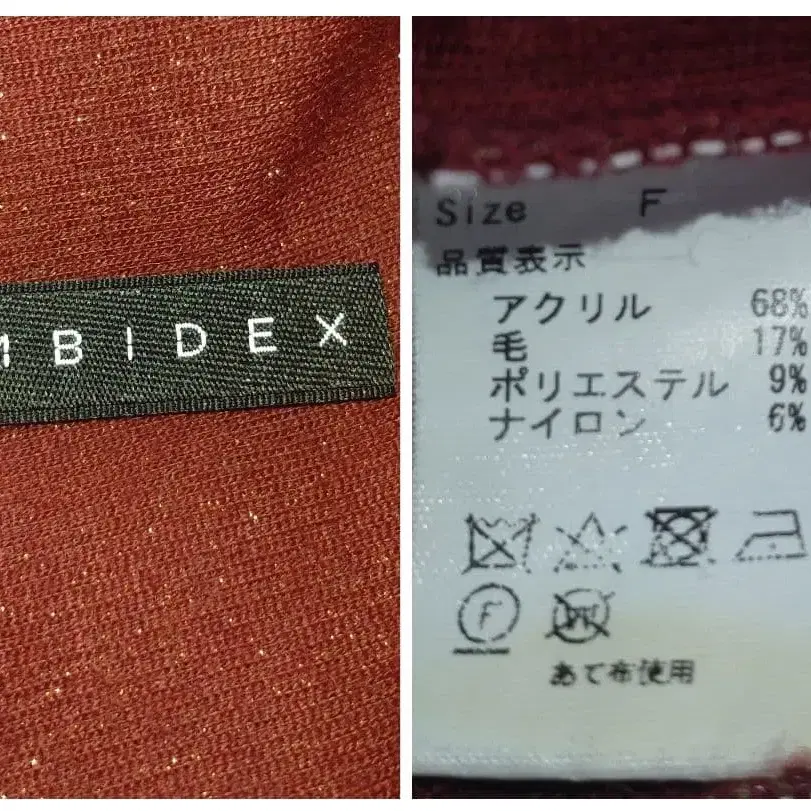 MBIDEX
Size F
品質表示
アクリル 68%
毛 17%
ポリエステル 9%
ナイロン 6%
F
W
あて布使用